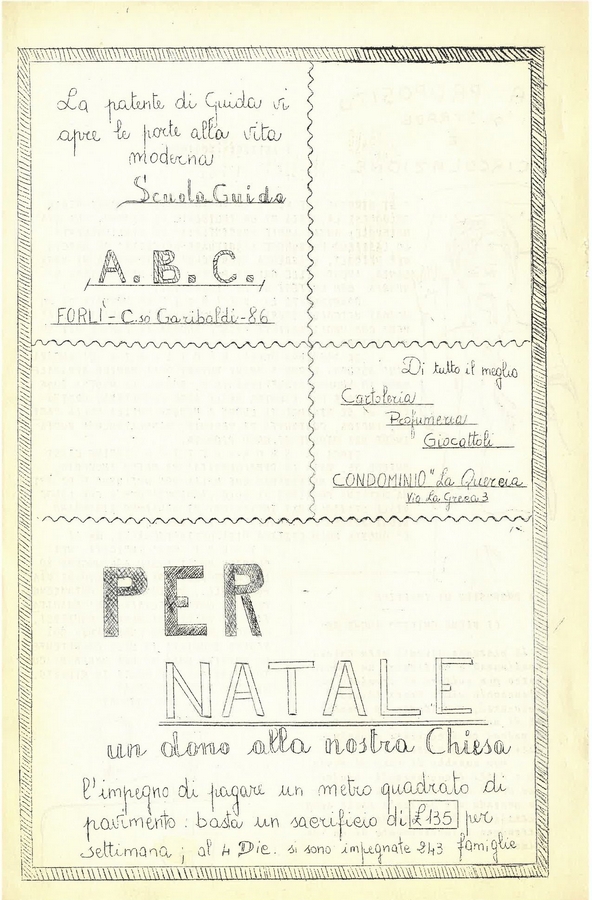 La patente di Guida vi
apre le porte alla vita
moderna
Scuola Guida
A.B.C.
FORLÌ - C.so Garibaldi - 86
Di tutto il meglio
Cartoleria
Profumeria
Giocattoli
CONDOMINIO "La Quercia
Via La Greca 3
PER
NATALE
un dono alla nostra Chiesa
l'impegno di pagare un metro quadrato di
pavimento: basta un sacrificio di £135 per
settimana; al 4 Dic. si sono impegnate 243 famiglie